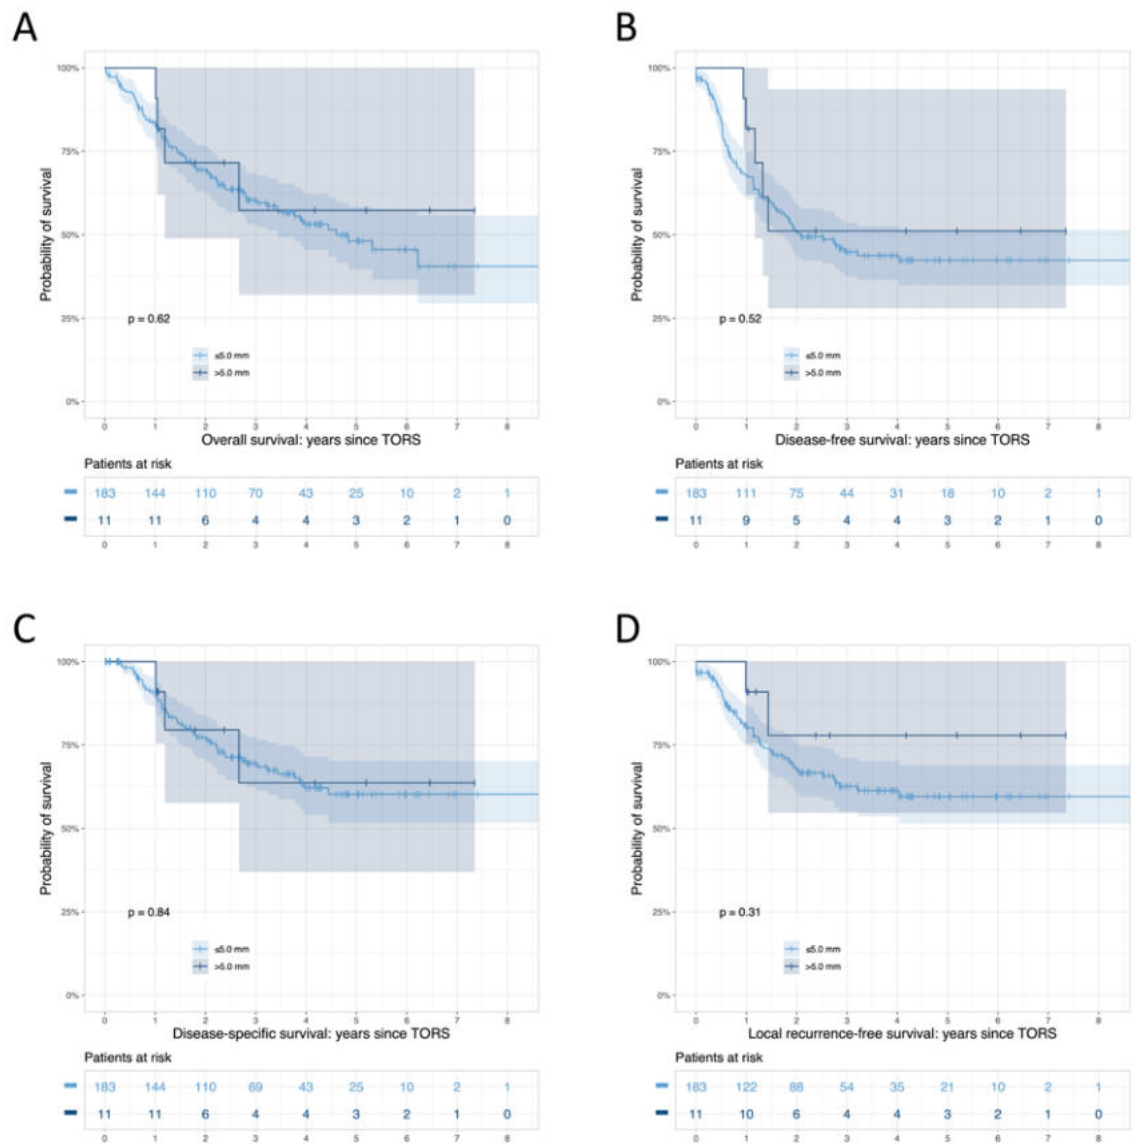 A
100%
75%
50%
25%
0%
Probability of survival
p = 0.62
≤5.0 mm
>5.0 mm
0 1 2 3 4 5 6 7 8
Overall survival: years since TORS
Patients at risk
183 144 110 70 43 25 10 2 1
11 11 6 4 4 3 2 1 0
0 1 2 3 4 5 6 7 8
B
100%
75%
50%
25%
0%
Probability of survival
p = 0.52
≤5.0 mm
>5.0 mm
0 1 2 3 4 5 6 7 8
Disease-free survival: years since TORS
Patients at risk
183 111 75 44 31 18 10 2 1
11 9 5 4 4 3 2 1 0
0 1 2 3 4 5 6 7 8
C
100%
75%
50%
25%
0%
Probability of survival
p = 0.84
≤5.0 mm
>5.0 mm
0 1 2 3 4 5 6 7 8
Disease-specific survival: years since TORS
Patients at risk
183 144 110 69 43 25 10 2 1
11 11 6 4 4 3 2 1 0
0 1 2 3 4 5 6 7 8
D
100%
75%
50%
25%
0%
Probability of survival
p = 0.31
≤5.0 mm
>5.0 mm
0 1 2 3 4 5 6 7 8
Local recurrence-free survival: years since TORS
Patients at risk
183 122 88 54 35 21 10 2 1
11 10 6 4 4 3 2 1 0
0 1 2 3 4 5 6 7 8